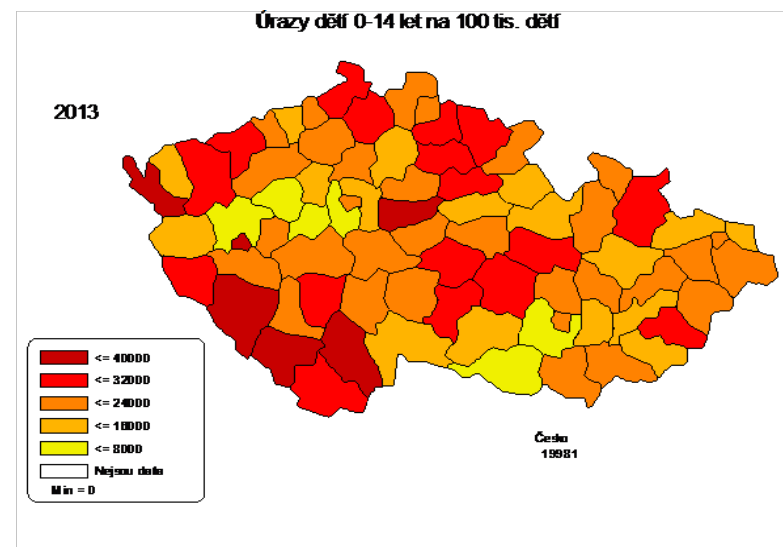 Úrazy dětí 0-14 let na 100 tis. dětí
2013
<= 40000
<= 32000
<= 24000
<= 16000
<= 8000
Nejsou data
Min = 0
Česko
19981